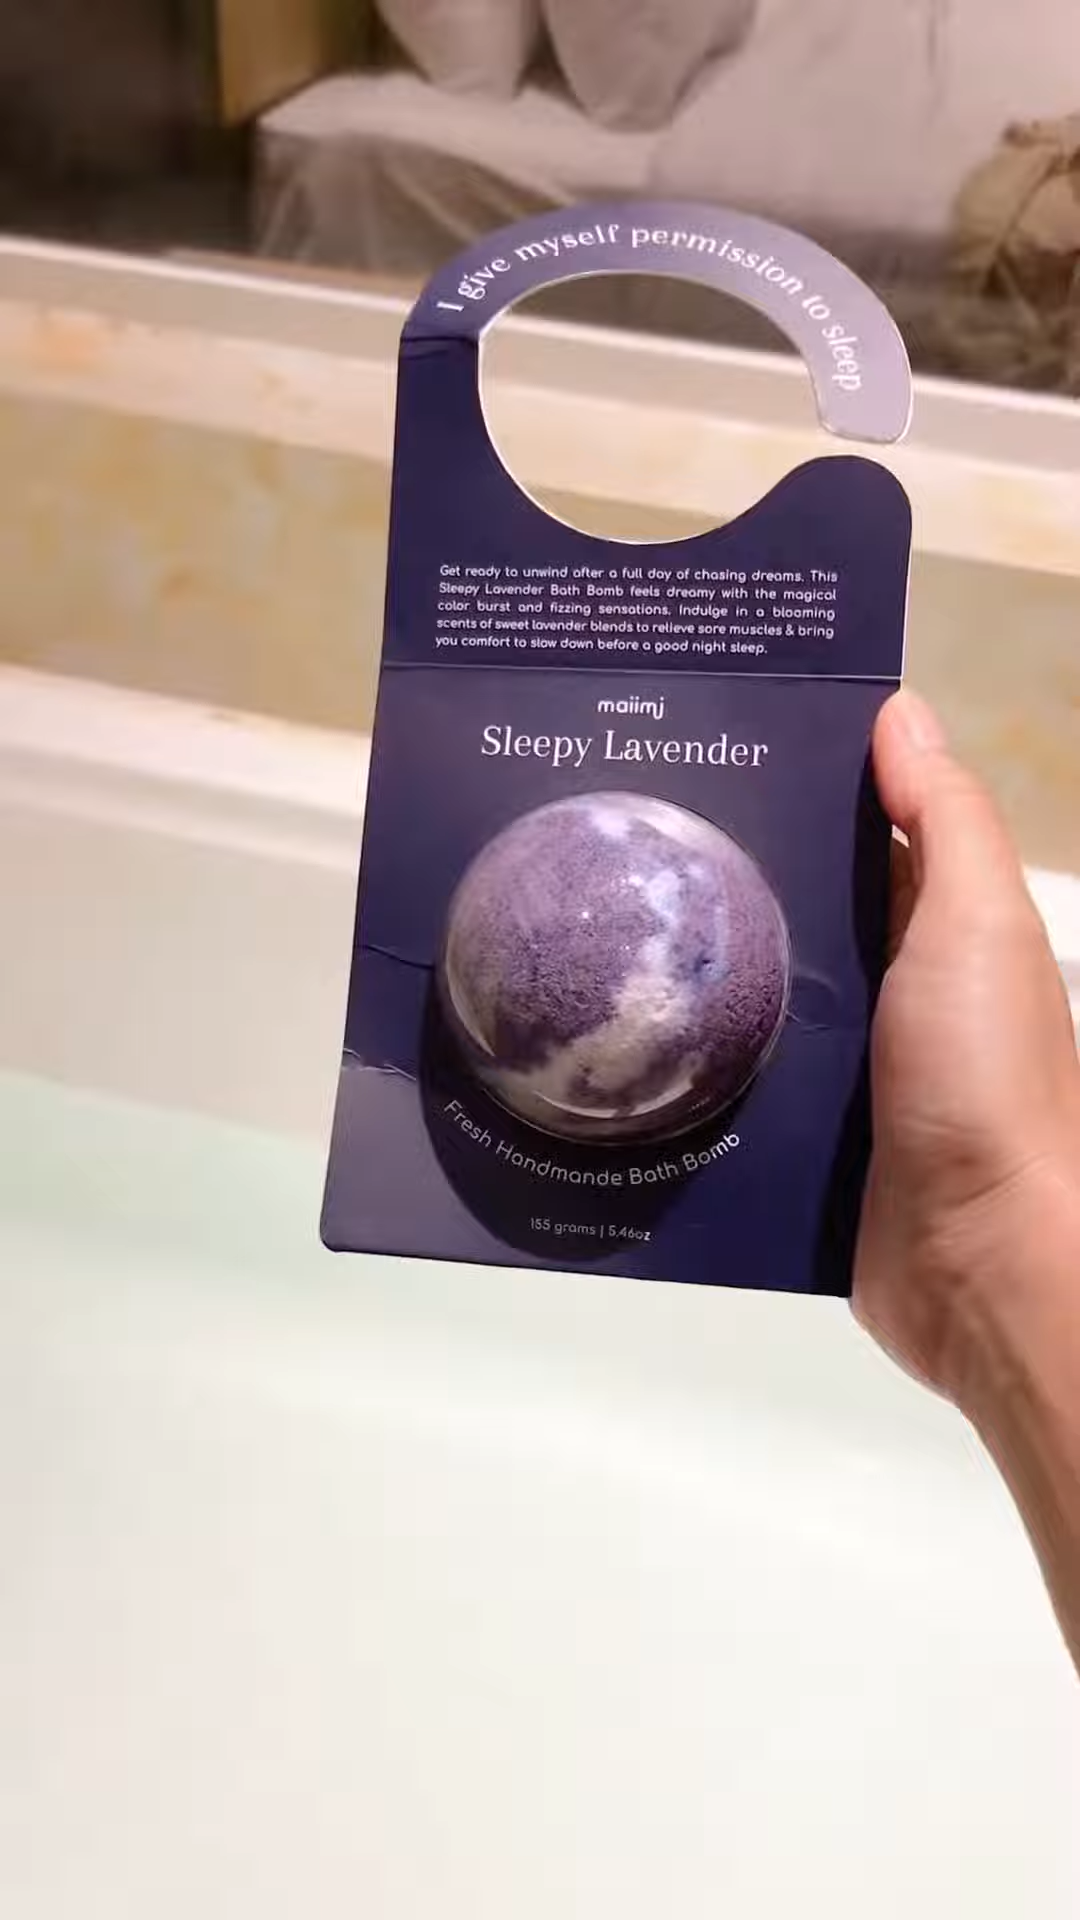 I give myself permission to sleep
Get ready to unwind after a full day of chasing dreams. This
Sleepy Lavender Bath Bomb feels dreamy with the magical
color burst and fizzing sensations. Indulge in a blooming
scents of sweet lavender blends to relieve sore muscles & bring
you comfort to slow down before a good night sleep.
maiimj
Sleepy Lavender
Fresh Handmande Bath Bomb
155 grams | 5.46oz